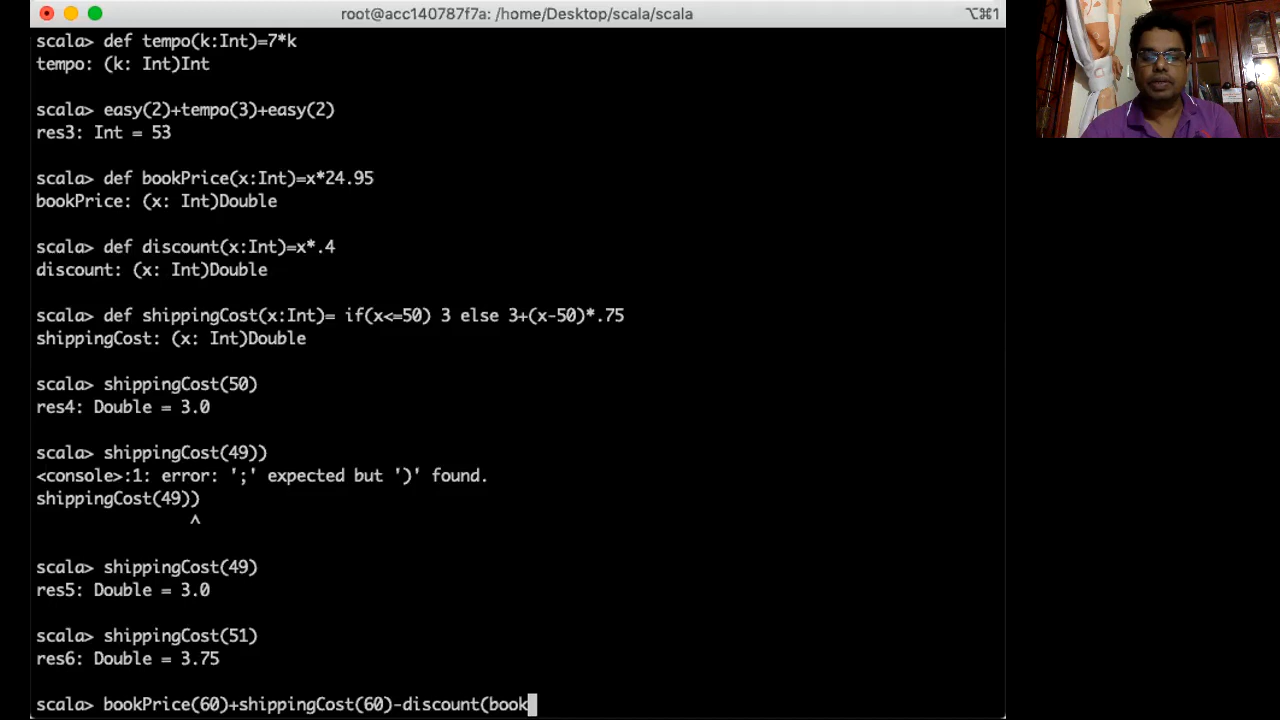 root@acc140787f7a: /home/Desktop/scala/scala
⌥⌘1
scala> def tempo(k:Int)=7*k
tempo: (k: Int)Int
scala> easy(2)+tempo(3)+easy(2)
res3: Int = 53
scala> def bookPrice(x:Int)=x*24.95
bookPrice: (x: Int)Double
scala> def discount(x:Int)=x*.4
discount: (x: Int)Double
scala> def shippingCost(x:Int)= if(x<=50) 3 else 3+(x-50)*.75
shippingCost: (x: Int)Double
scala> shippingCost(50)
res4: Double = 3.0
scala> shippingCost(49))
<console>:1: error: ';' expected but ')' found.
shippingCost(49))
^
scala> shippingCost(49)
res5: Double = 3.0
scala> shippingCost(51)
res6: Double = 3.75
scala> bookPrice(60)+shippingCost(60)-discount(book